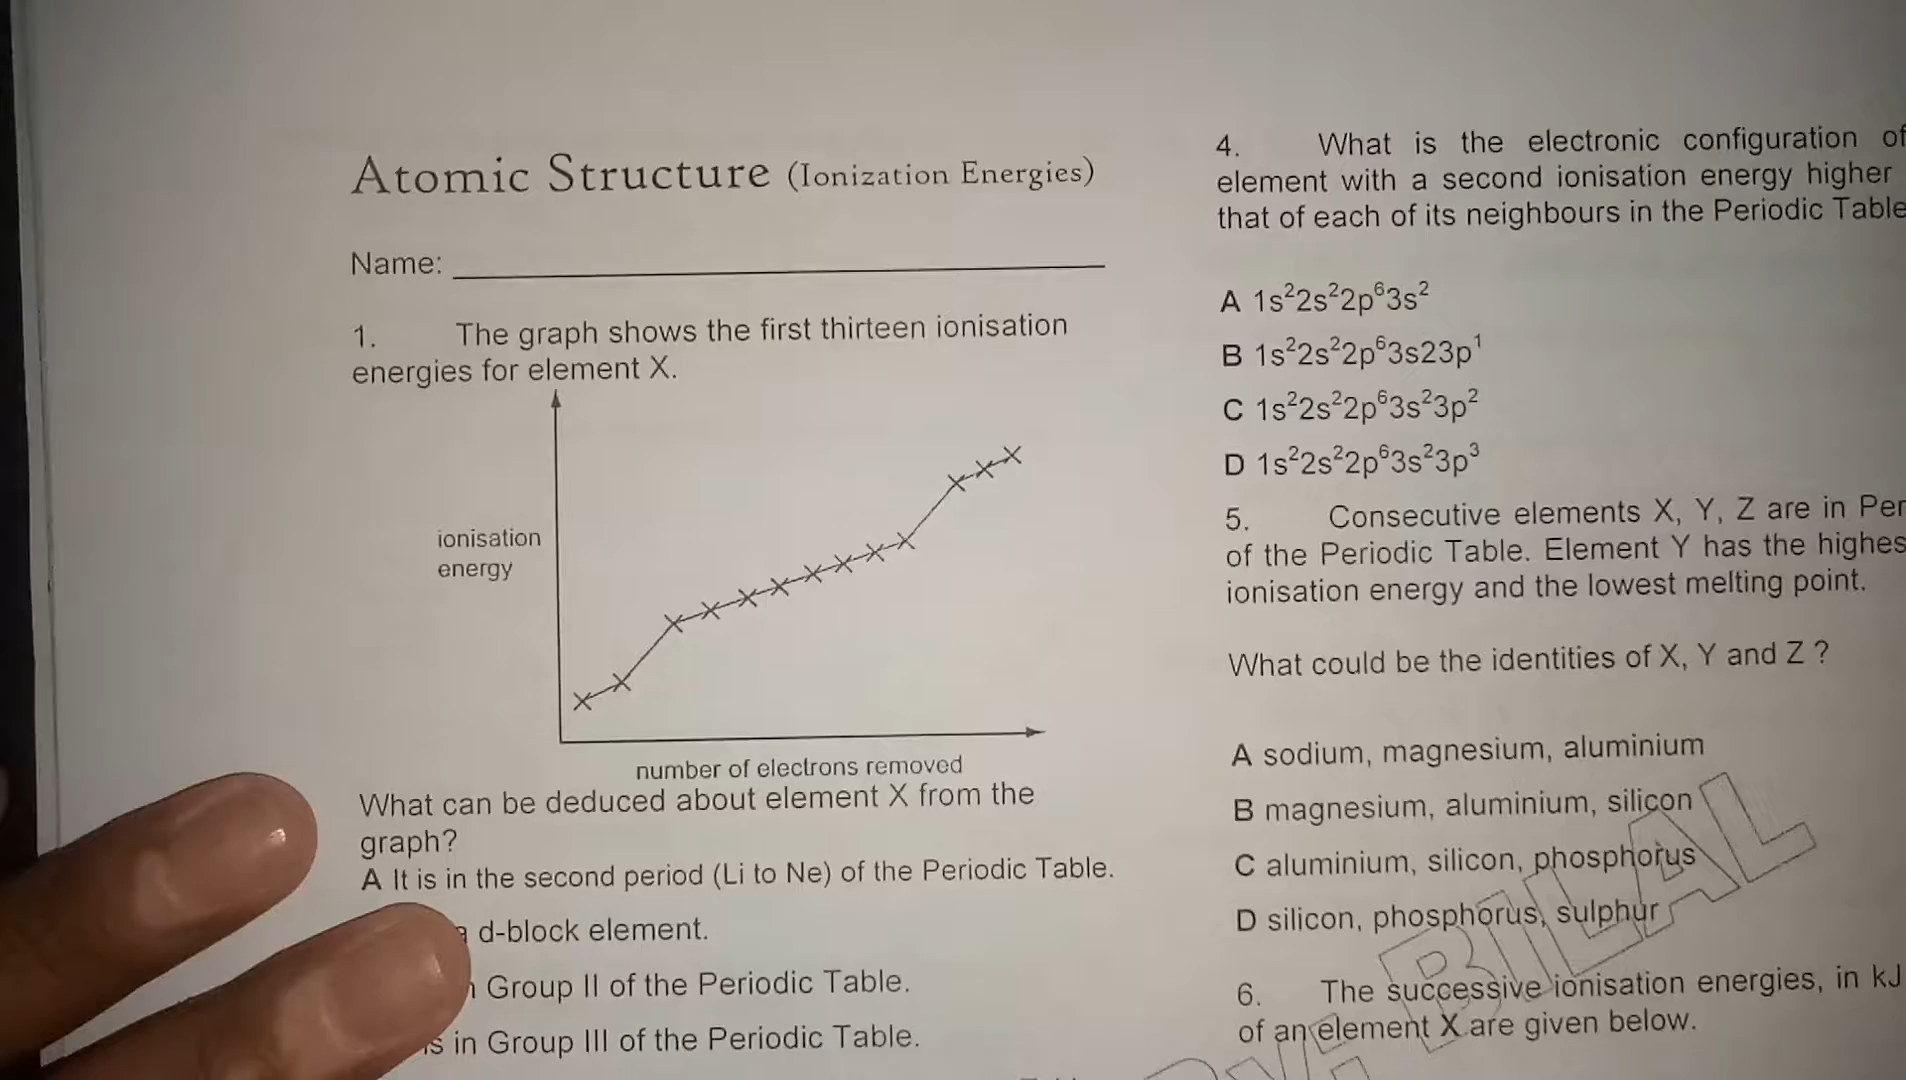 Atomic Structure (Ionization Energies)
Name:
1. The graph shows the first thirteen ionisation
energies for element X.
ionisation
energy
number of electrons removed
What can be deduced about element X from the
graph?
A It is in the second period (Li to Ne) of the Periodic Table.
d-block element.
Group II of the Periodic Table.
in Group III of the Periodic Table.
4. What is the electronic configuration of
element with a second ionisation energy higher
that of each of its neighbours in the Periodic Table
A 1s²2s²2p⁶3s²
B 1s²2s²2p⁶3s23p¹
C 1s²2s²2p⁶3s²3p²
D 1s²2s²2p⁶3s²3p³
5. Consecutive elements X, Y, Z are in Per
of the Periodic Table. Element Y has the highes
ionisation energy and the lowest melting point.
What could be the identities of X, Y and Z ?
A sodium, magnesium, aluminium
B magnesium, aluminium, silicon
C aluminium, silicon, phosphorus
D silicon, phosphorus, sulphur
6. The successive ionisation energies, in kJ
of an element X are given below.
BILAL